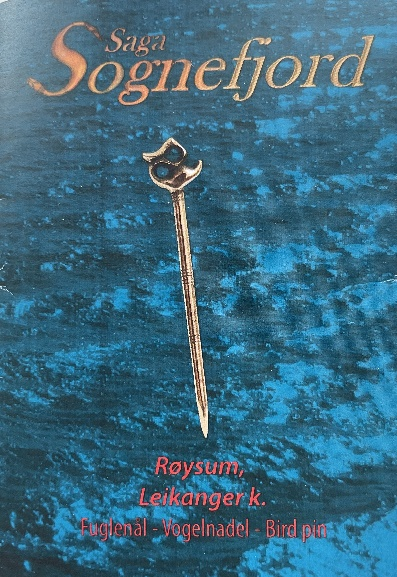 Saga
Sognefjord
Røysum,
Leikanger k.
Fuglenål - Vogelnadel - Bird pin